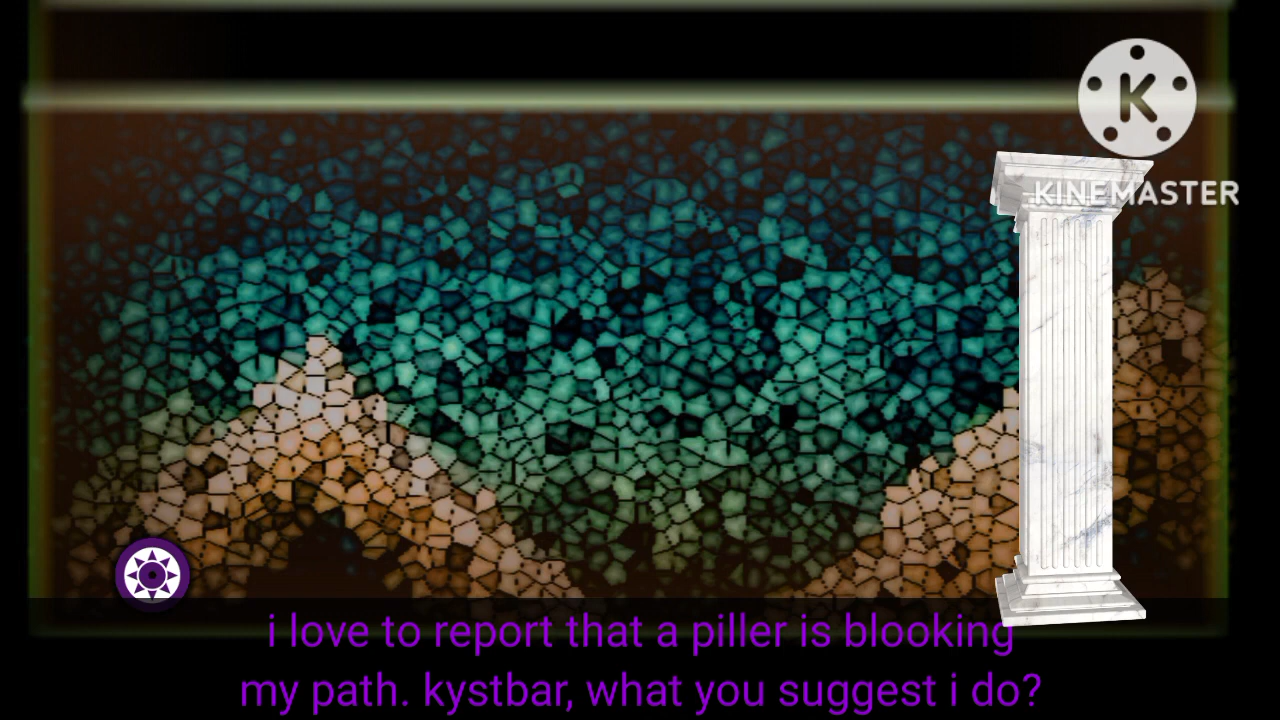 K
KINEMASTER
i love to report that a piller is blooking
my path. kystbar, what you suggest i do?